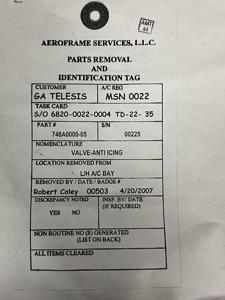 AMT
44
AEROFRAME SERVICES, L.L.C.
PARTS REMOVAL
AND
IDENTIFICATION TAG
CUSTOMER A/C REG
GA TELESIS MSN 0022
TASK CARD
S/O 6820-0022-0004 TD-22- 35
PART # S/N
748A0000-05 00225
NOMENCLATURE
VALVE-ANTI ICING
LOCATION REMOVED FROM
L/H A/C BAY
REMOVED BY / DATE / BADGE #
Robert Coley 00503 4/20/2007
DISCREPANCY NOTED INSP. BY/ DATE
YES NO (IF REQUIRED)
NON ROUTINE NO (S) GENERATED
(LIST ON BACK)
ALL ITEMS CLEARED